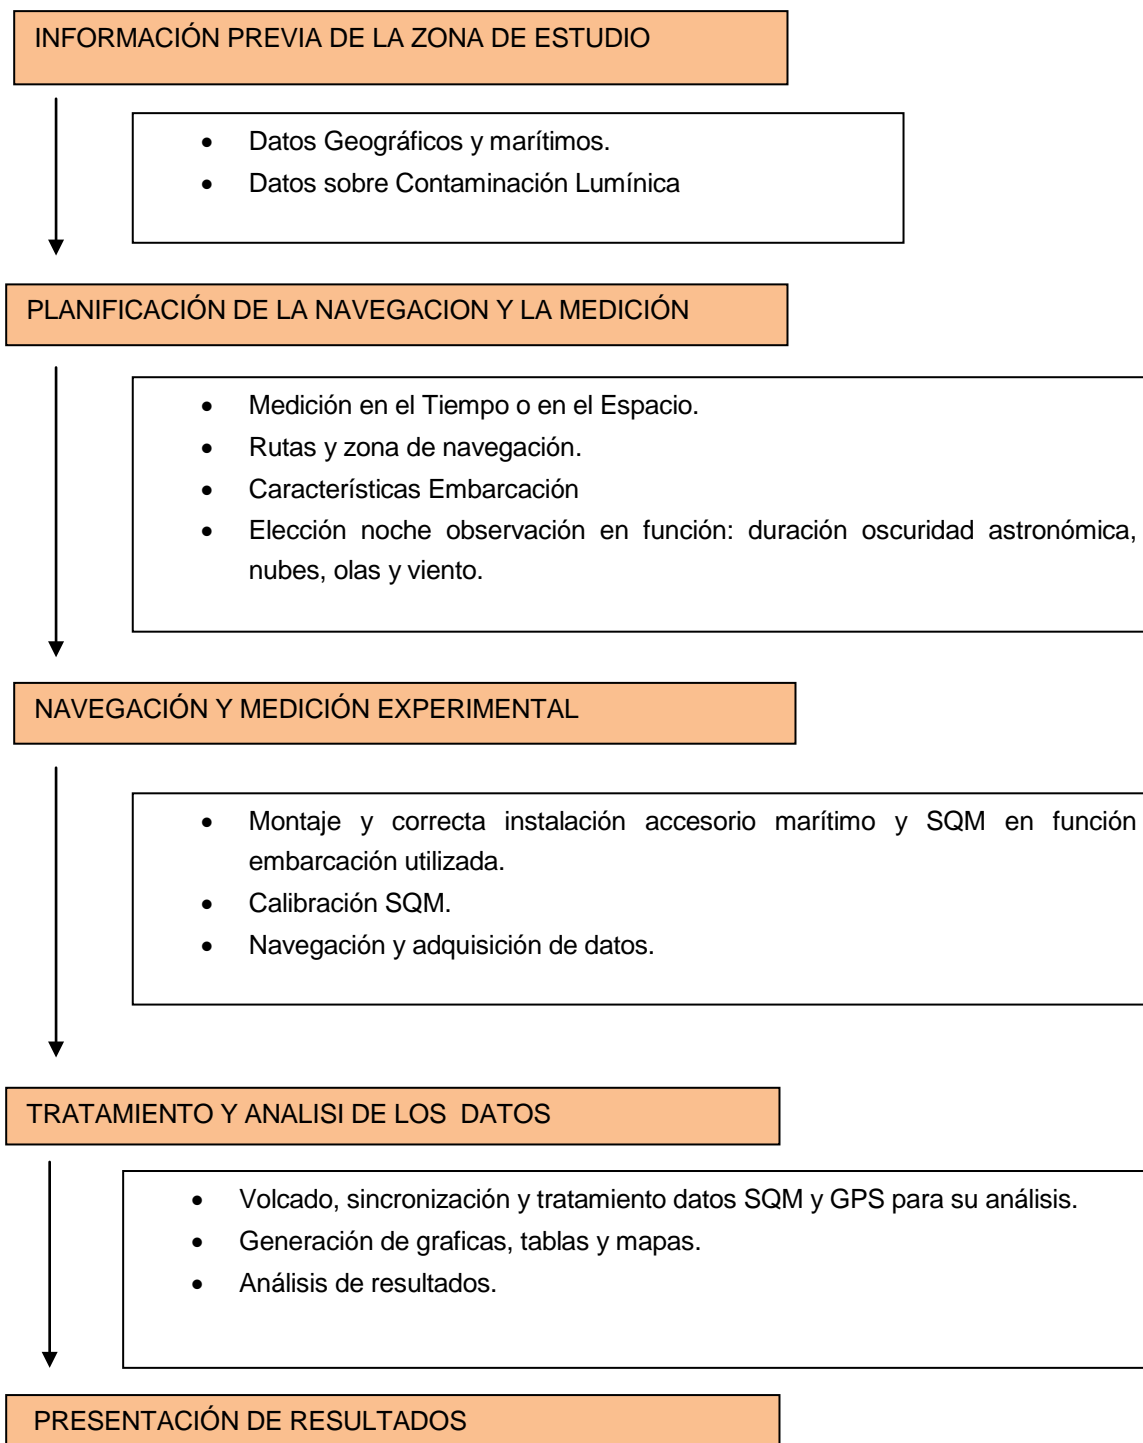 INFORMACIÓN PREVIA DE LA ZONA DE ESTUDIO
• Datos Geográficos y marítimos.
• Datos sobre Contaminación Lumínica
PLANIFICACIÓN DE LA NAVEGACION Y LA MEDICIÓN
• Medición en el Tiempo o en el Espacio.
• Rutas y zona de navegación.
• Características Embarcación
• Elección noche observación en función: duración oscuridad astronómica,
nubes, olas y viento.
NAVEGACIÓN Y MEDICIÓN EXPERIMENTAL
• Montaje y correcta instalación accesorio marítimo y SQM en función
embarcación utilizada.
• Calibración SQM.
• Navegación y adquisición de datos.
TRATAMIENTO Y ANALISI DE LOS  DATOS
• Volcado, sincronización y tratamiento datos SQM y GPS para su análisis.
• Generación de graficas, tablas y mapas.
• Análisis de resultados.
PRESENTACIÓN DE RESULTADOS